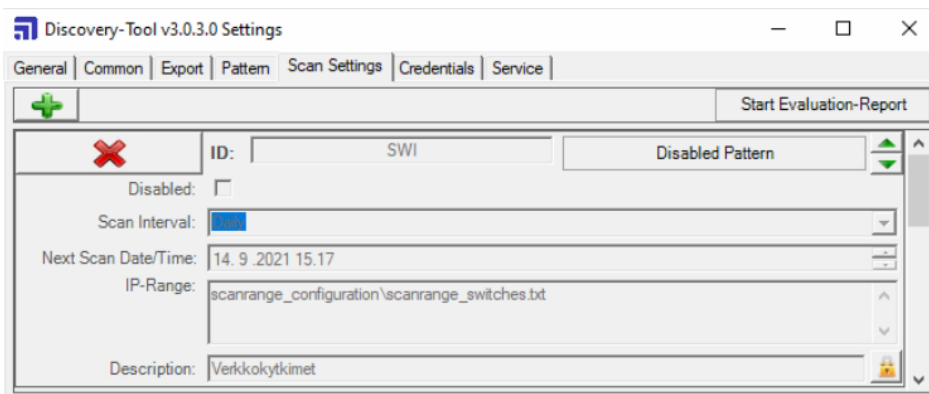 Discovery-Tool v3.0.3.0 Settings
General Common Export Pattern Scan Settings Credentials Service
Start Evaluation-Report
ID: SWI Disabled Pattern
Disabled:
Scan Interval: Daily
Next Scan Date/Time: 14. 9 .2021 15.17
IP-Range: scanrange_configuration\scanrange_switches.txt
Description: Verkkokytkimet